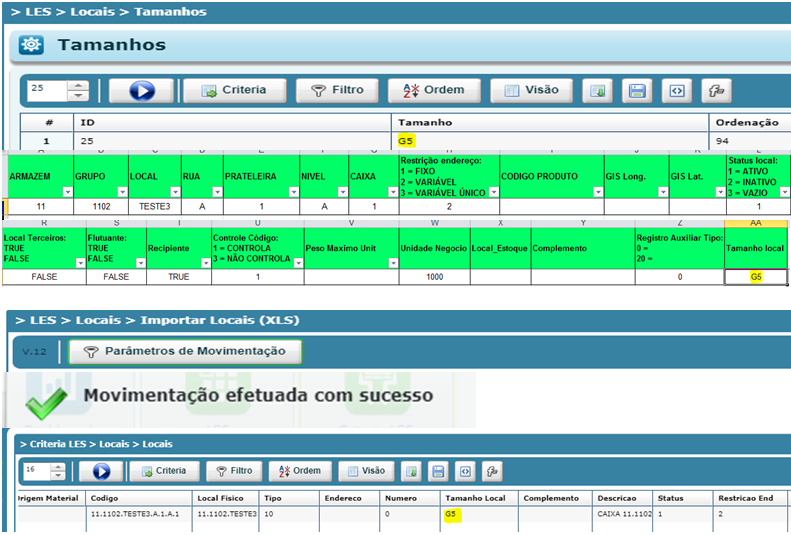 > LES > Locais > Tamanhos
Tamanhos
25 Criteria Filtro Ordem Visão
# ID Tamanho Ordenação
1 25 G5 94
ARMAZEM GRUPO LOCAL RUA PRATELEIRA NIVEL CAIXA Restrição endereço: 1 = FIXO 2 = VARIÁVEL 3 = VARIÁVEL ÚNICO CODIGO PRODUTO GIS Long. GIS Lat. Status local: 1 = ATIVO 2 = INATIVO 3 = VAZIO
11 1102 TESTE3 A 1 A 1 2 1
R S T U V W X Y Z AA
Local Terceiros: TRUE FALSE Flutuante: TRUE FALSE Recipiente Controle Código: 1 = CONTROLA 3 = NÃO CONTROLA Peso Maximo Unit Unidade Negocio Local_Estoque Complemento Registro Auxiliar Tipo: 0 = 20 = Tamanho local
FALSE FALSE TRUE 1 1000 0 G5
> LES > Locais > Importar Locais (XLS)
V.12 Parâmetros de Movimentação
Movimentação efetuada com sucesso
> Criteria LES > Locais > Locais
16 Criteria Filtro Ordem Visão
Origem Material Codigo Local Fisico Tipo Endereco Numero Tamanho Local Complemento Descricao Status Restricao End
11.1102.TESTE3.A.1.A.1 11.1102.TESTE3 10 0 G5 CAIXA 11.1102 1 2